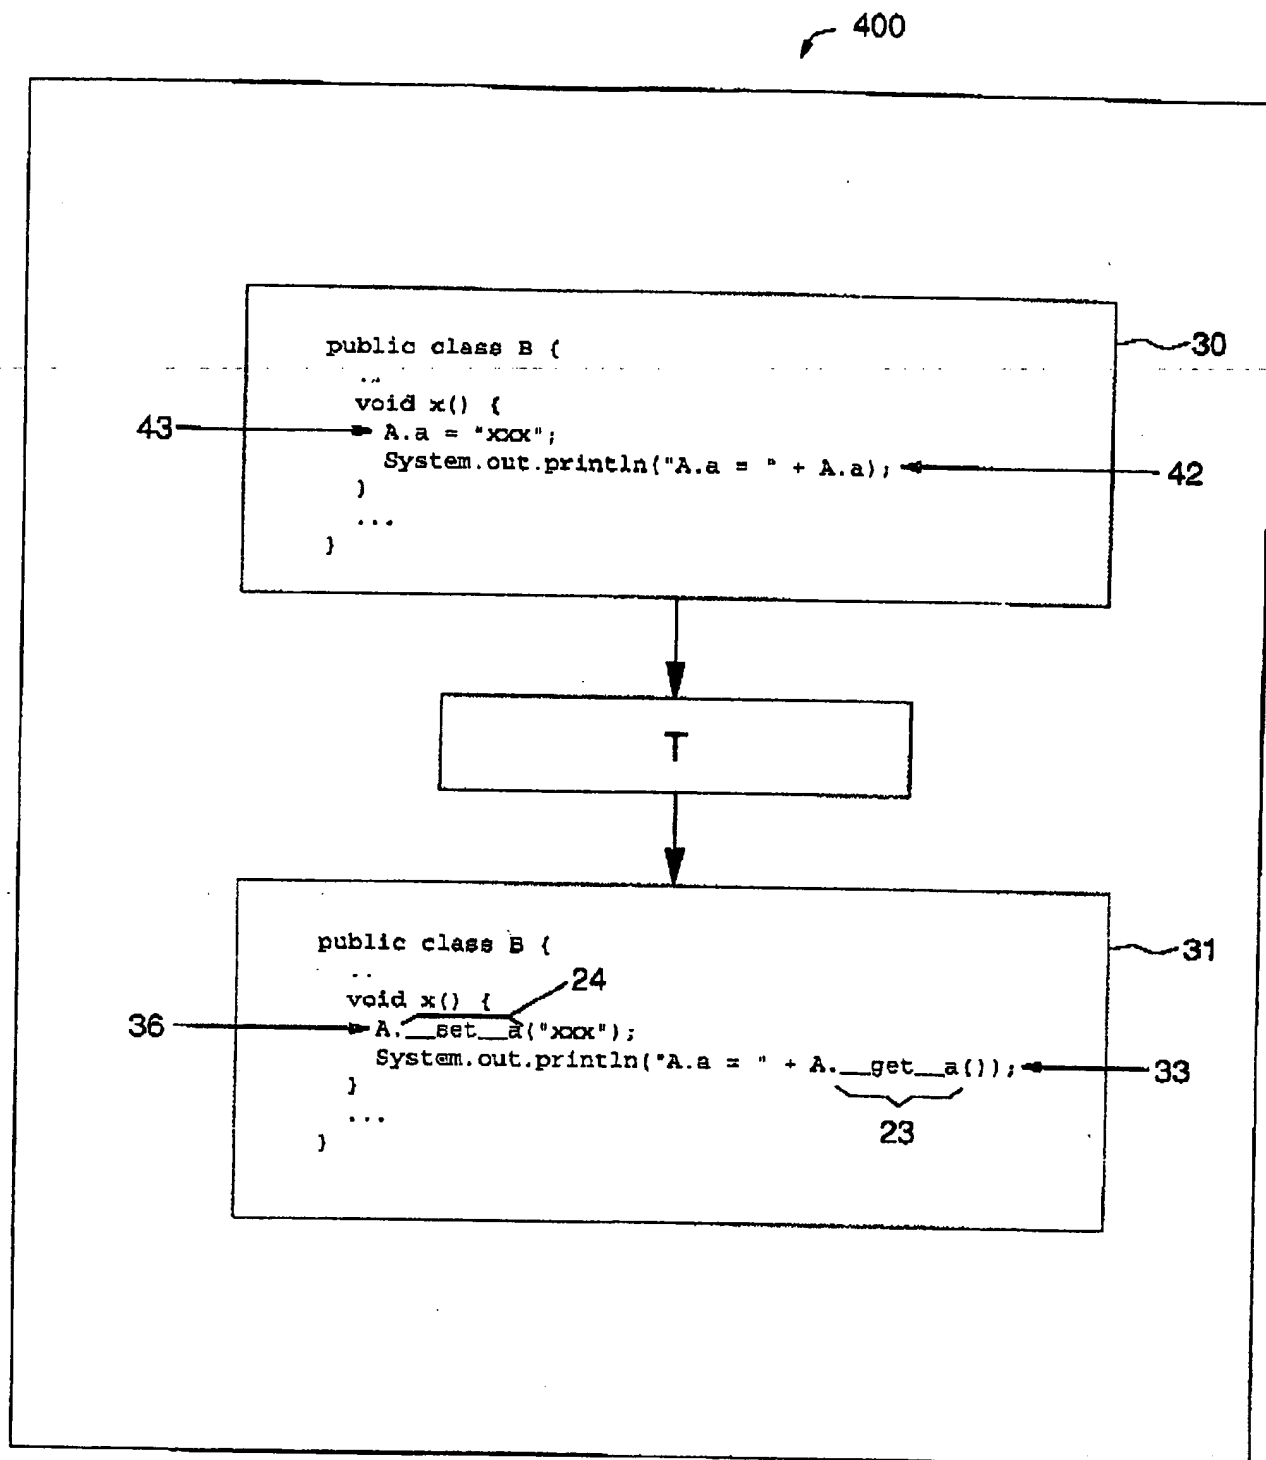 400
public class B {
..
void x() {
A.a = "xxx";
System.out.println("A.a = " + A.a);
}
...
}
30
43
42
T
public class B {
..
void x() {
A.__set__a("xxx");
System.out.println("A.a = " + A.__get__a());
}
...
}
31
24
36
33
23